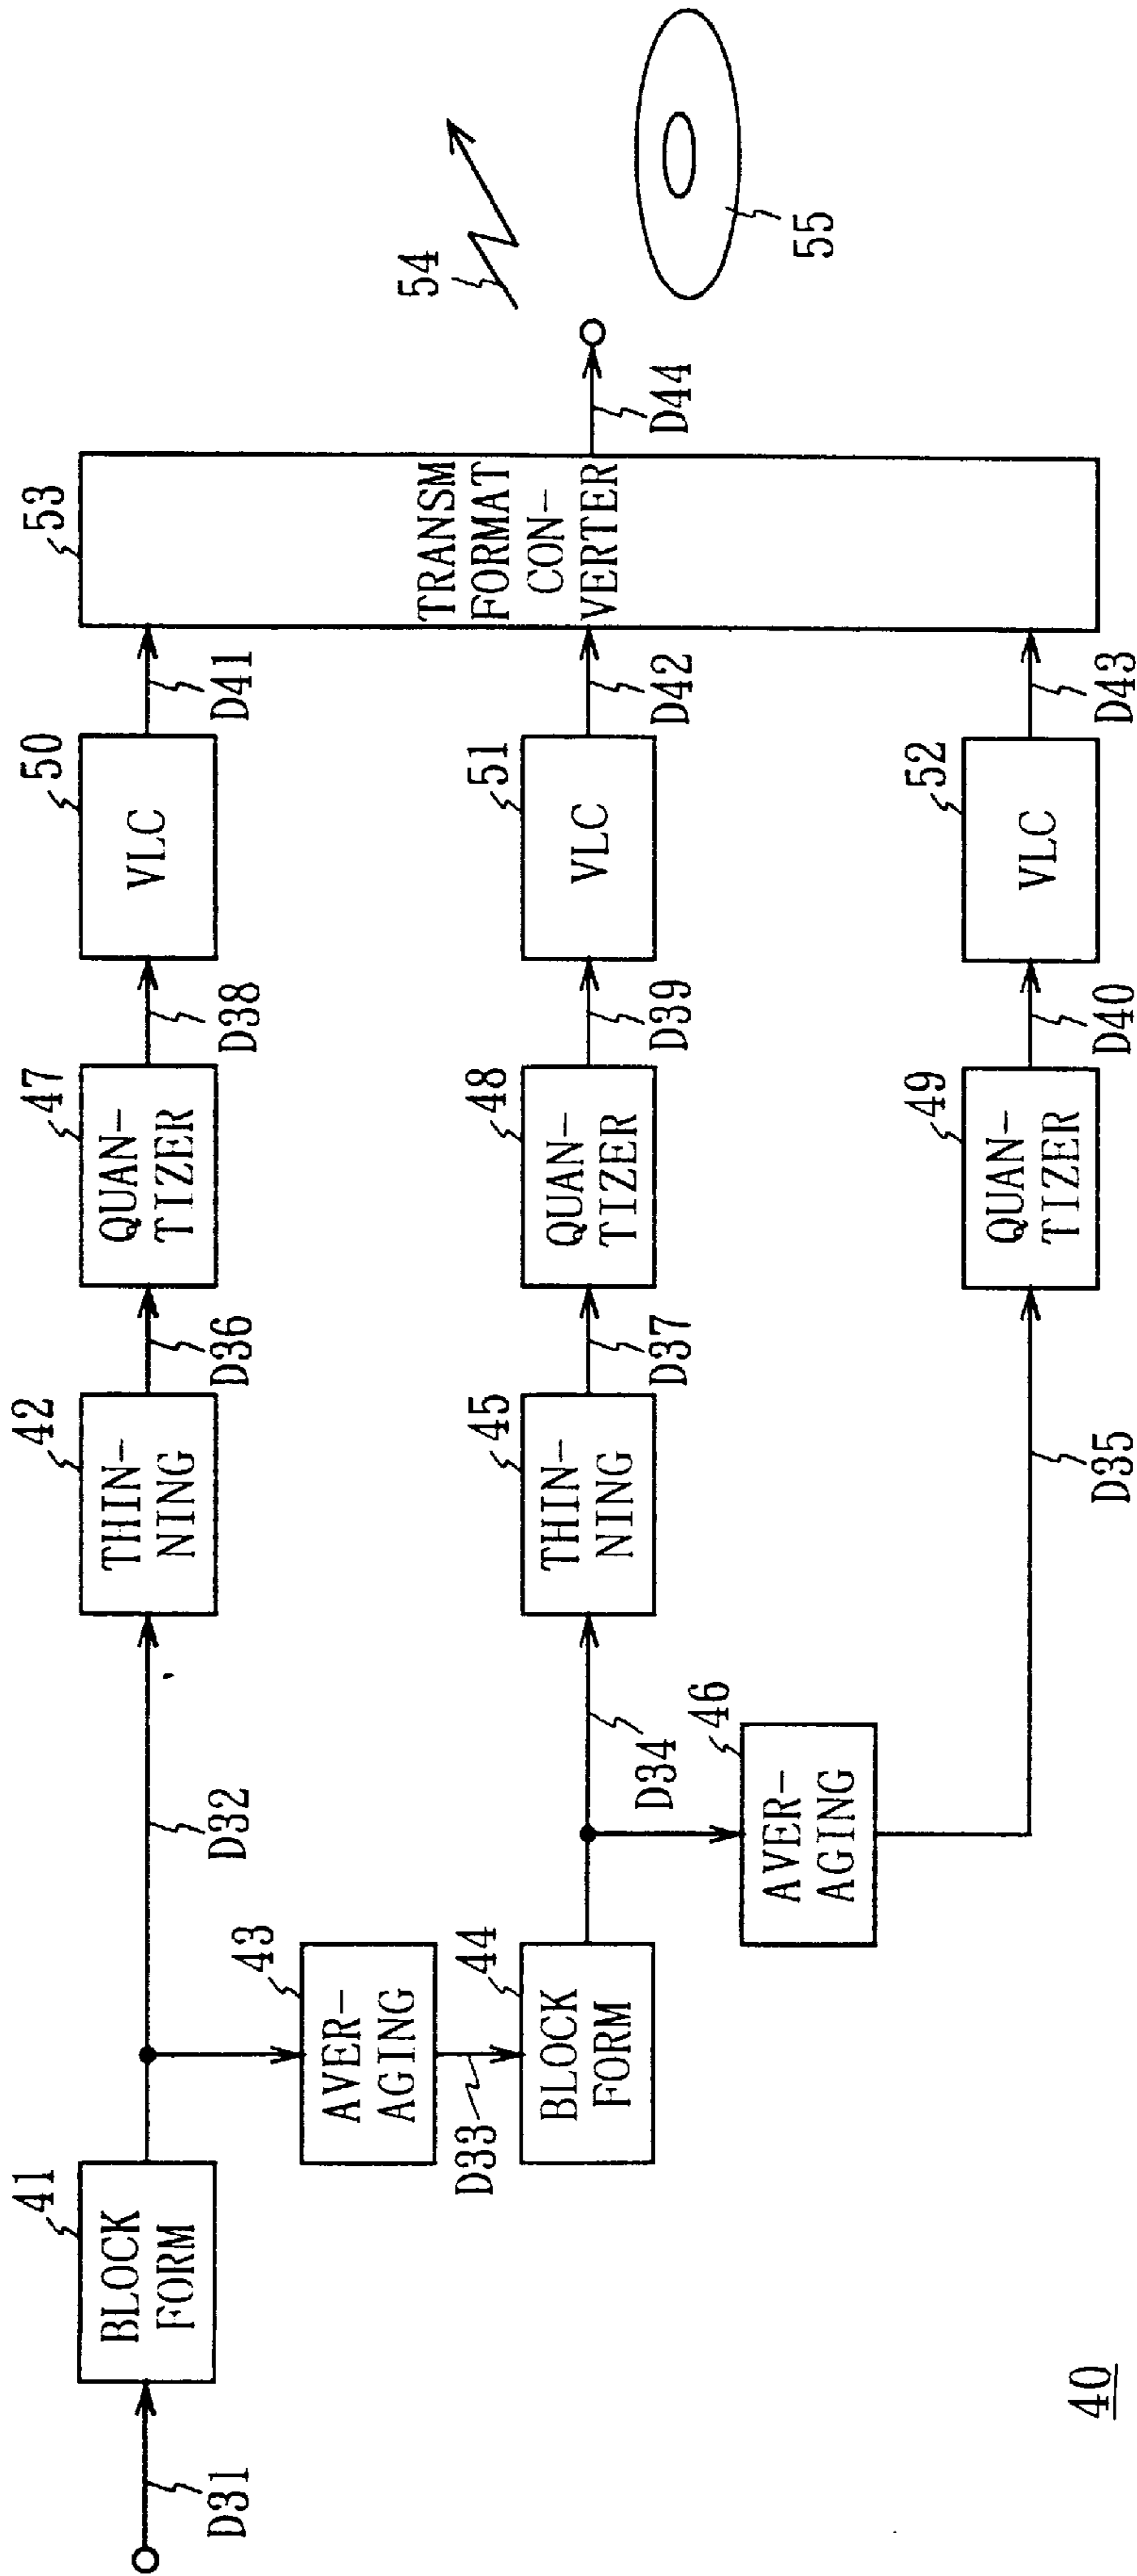 D31
41
BLOCK
FORM
D32
42
THIN-
NING
D36
47
QUAN-
TIZER
D38
50
VLC
D41
53
TRANSM
FORMAT
CON-
VERTER
D44
54
55
43
AVER-
AGING
D33
44
BLOCK
FORM
D34
45
THIN-
NING
D37
48
QUAN-
TIZER
D39
51
VLC
D42
46
AVER-
AGING
D35
49
QUAN-
TIZER
D40
52
VLC
D43
40